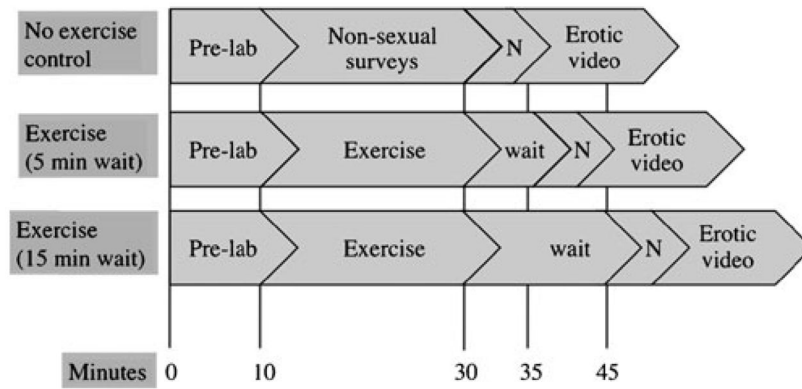 No exercise
control
Pre-lab
Non-sexual
surveys
N
Erotic
video
Exercise
(5 min wait)
Pre-lab
Exercise
wait
N
Erotic
video
Exercise
(15 min wait)
Pre-lab
Exercise
wait
N
Erotic
video
Minutes 0 10 30 35 45